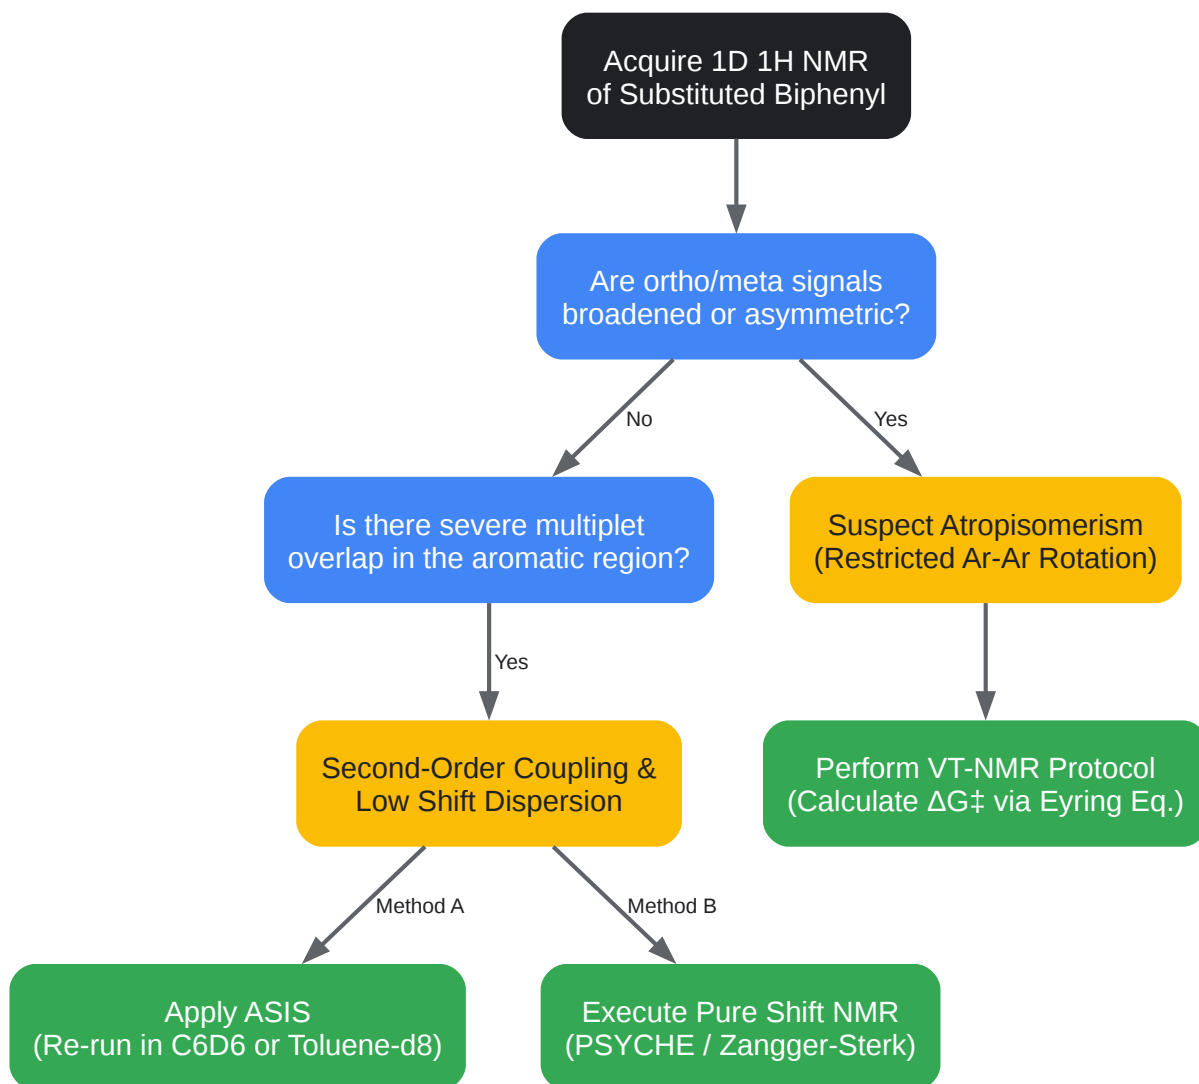 Acquire 1D 1H NMR
of Substituted Biphenyl
Are ortho/meta signals
broadened or asymmetric?
No
Yes
Is there severe multiplet
overlap in the aromatic region?
Suspect Atropisomerism
(Restricted Ar-Ar Rotation)
Yes
Second-Order Coupling &
Low Shift Dispersion
Perform VT-NMR Protocol
(Calculate ΔG‡ via Eyring Eq.)
Method A
Method B
Apply ASIS
(Re-run in C6D6 or Toluene-d8)
Execute Pure Shift NMR
(PSYCHE / Zangger-Sterk)